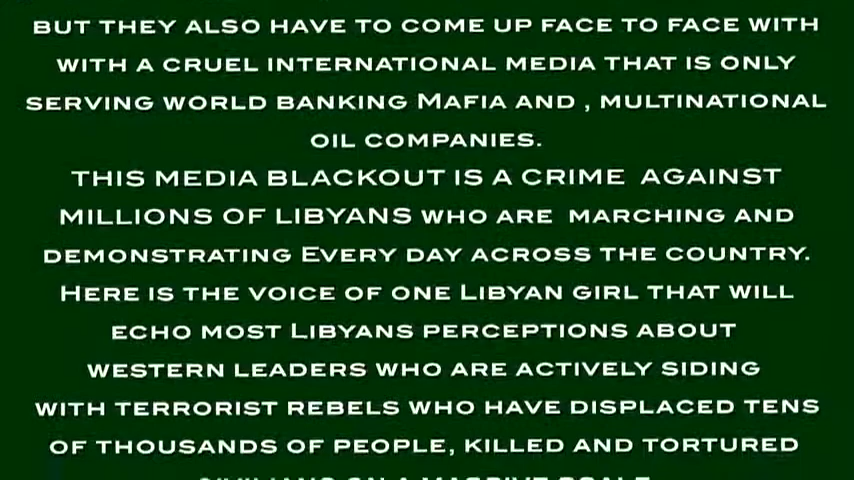 BUT THEY ALSO HAVE TO COME UP FACE TO FACE WITH
WITH A CRUEL INTERNATIONAL MEDIA THAT IS ONLY
SERVING WORLD BANKING MAFIA AND , MULTINATIONAL
OIL COMPANIES.
THIS MEDIA BLACKOUT IS A CRIME AGAINST
MILLIONS OF LIBYANS WHO ARE MARCHING AND
DEMONSTRATING EVERY DAY ACROSS THE COUNTRY.
HERE IS THE VOICE OF ONE LIBYAN GIRL THAT WILL
ECHO MOST LIBYANS PERCEPTIONS ABOUT
WESTERN LEADERS WHO ARE ACTIVELY SIDING
WITH TERRORIST REBELS WHO HAVE DISPLACED TENS
OF THOUSANDS OF PEOPLE, KILLED AND TORTURED